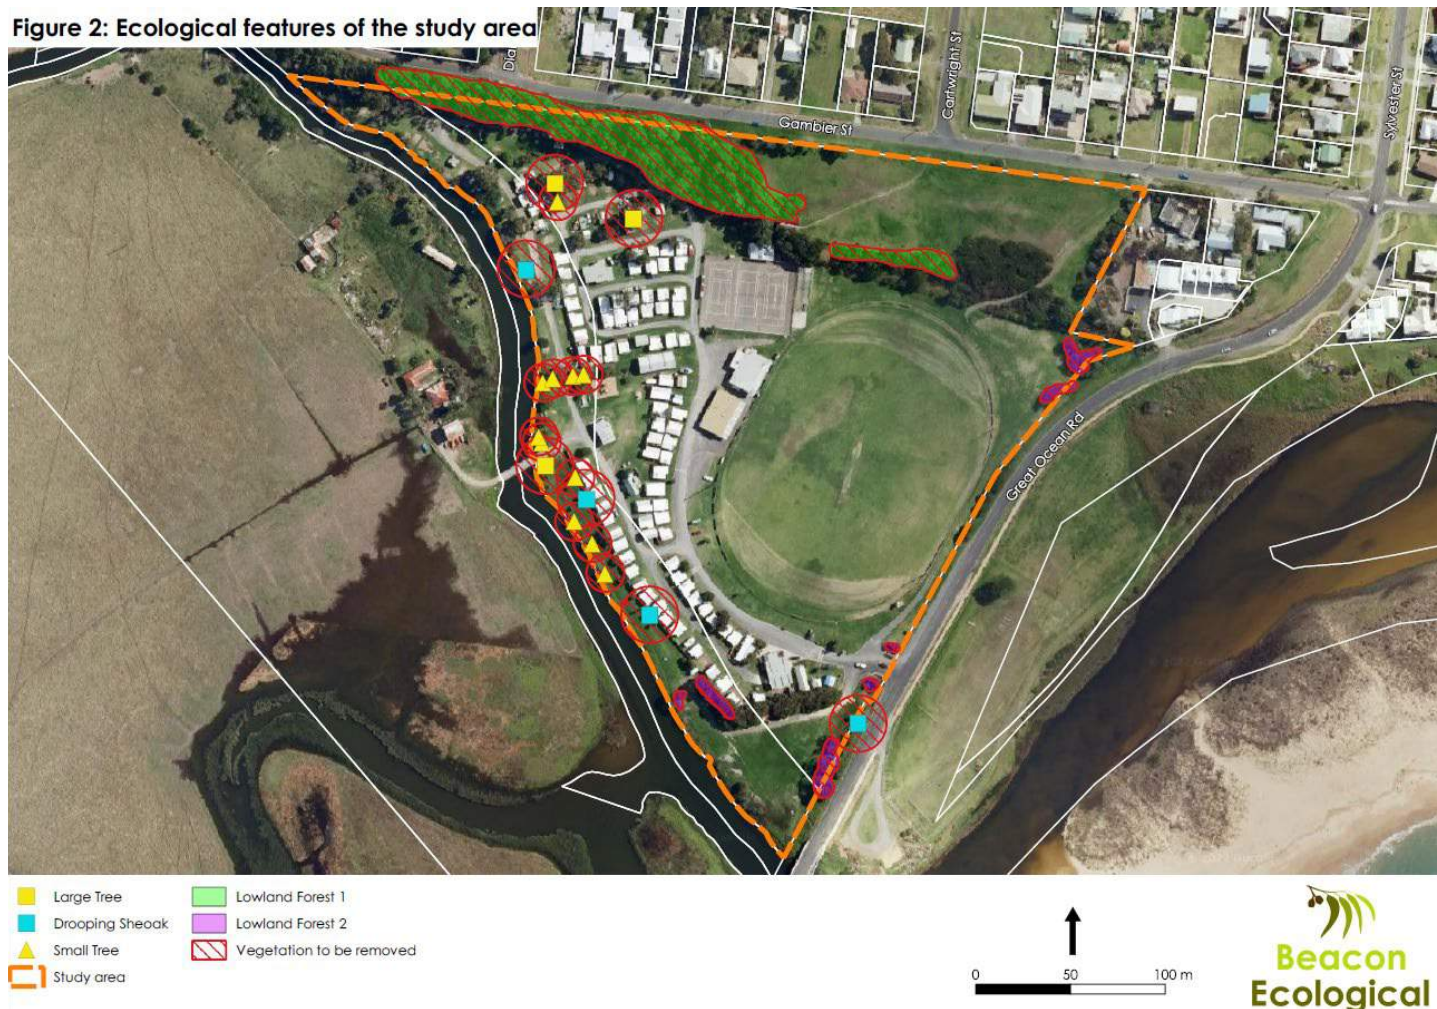 Figure 2: Ecological features of the study area
Cartwright St
Sylvester St
Gambier St
Great Ocean Rd
Large Tree
Drooping Sheoak
Small Tree
Study area
Lowland Forest 1
Lowland Forest 2
Vegetation to be removed
0 50 100 m
Beacon
Ecological